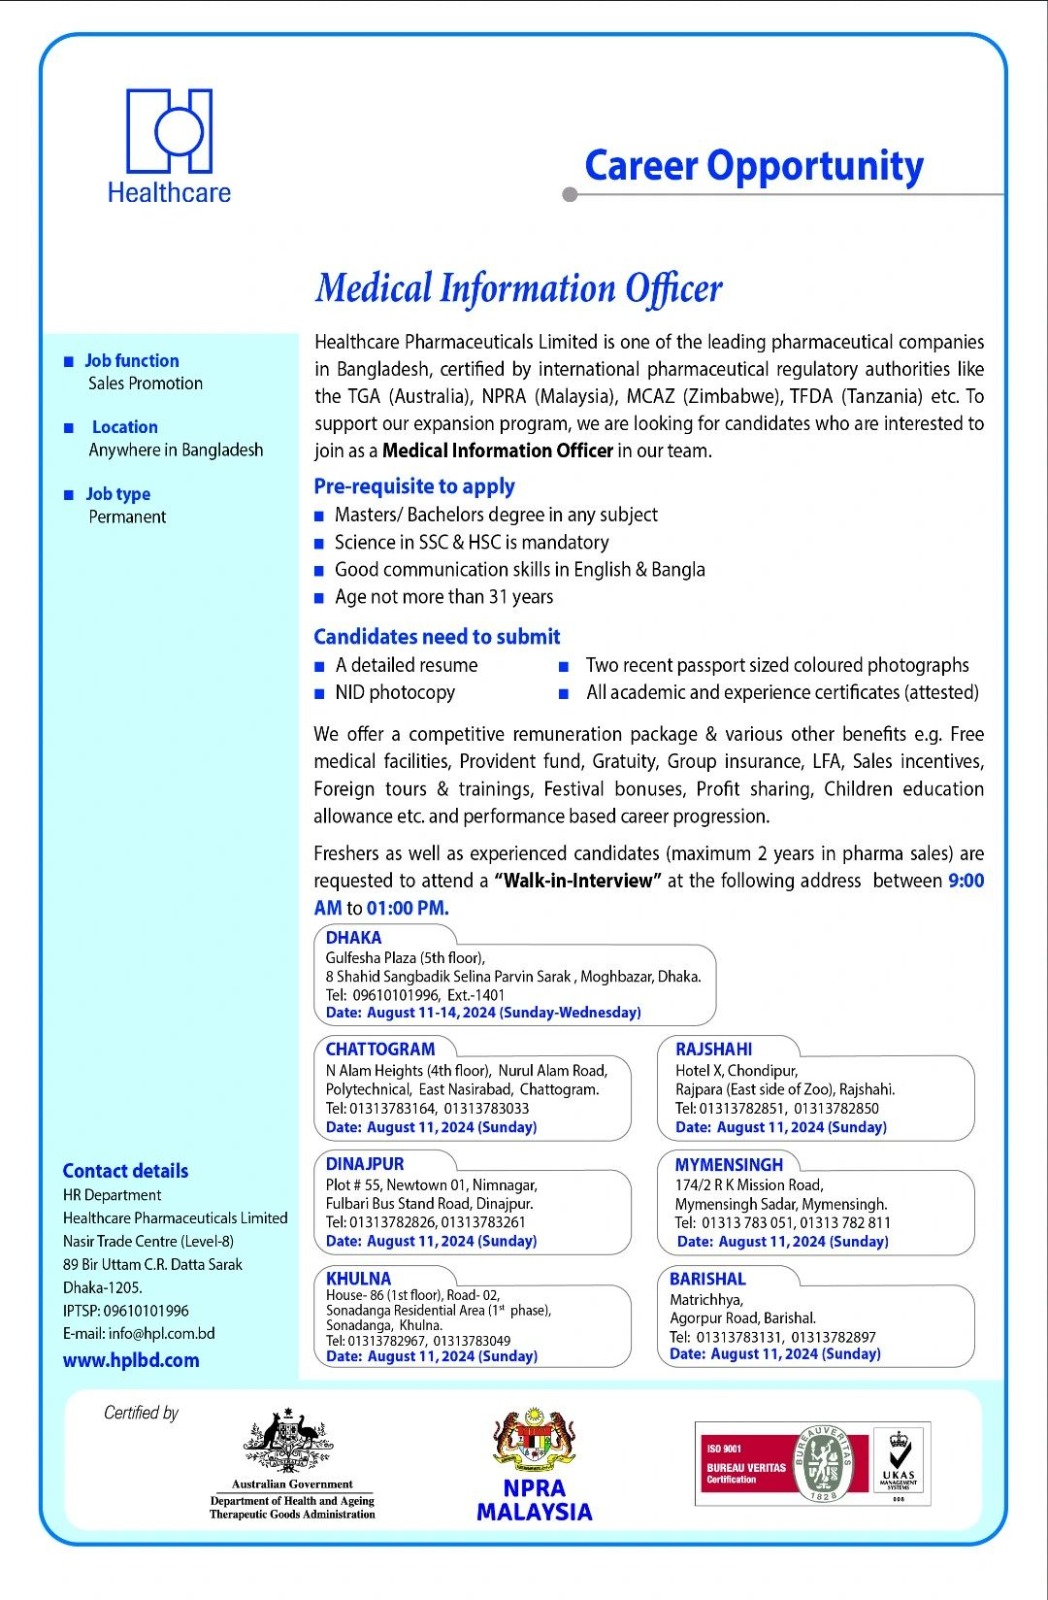 Healthcare
Career Opportunity
Medical Information Officer
■ Job function
Sales Promotion
■ Location
Anywhere in Bangladesh
■ Job type
Permanent
Healthcare Pharmaceuticals Limited is one of the leading pharmaceutical companies
in Bangladesh, certified by international pharmaceutical regulatory authorities like
the TGA (Australia), NPRA (Malaysia), MCAZ (Zimbabwe), TFDA (Tanzania) etc. To
support our expansion program, we are looking for candidates who are interested to
join as a Medical Information Officer in our team.
Pre-requisite to apply
■ Masters/ Bachelors degree in any subject
■ Science in SSC & HSC is mandatory
■ Good communication skills in English & Bangla
■ Age not more than 31 years
Candidates need to submit
■ A detailed resume
■ Two recent passport sized coloured photographs
■ NID photocopy
■ All academic and experience certificates (attested)
We offer a competitive remuneration package & various other benefits e.g. Free
medical facilities, Provident fund, Gratuity, Group insurance, LFA, Sales incentives,
Foreign tours & trainings, Festival bonuses, Profit sharing, Children education
allowance etc. and performance based career progression.
Freshers as well as experienced candidates (maximum 2 years in pharma sales) are
requested to attend a “Walk-in-Interview” at the following address between 9:00
AM to 01:00 PM.
DHAKA
Gulfesha Plaza (5th floor),
8 Shahid Sangbadik Selina Parvin Sarak , Moghbazar, Dhaka.
Tel: 09610101996, Ext.-1401
Date: August 11-14, 2024 (Sunday-Wednesday)
CHATTOGRAM
N Alam Heights (4th floor), Nurul Alam Road,
Polytechnical, East Nasirabad, Chattogram.
Tel: 01313783164, 01313783033
Date: August 11, 2024 (Sunday)
RAJSHAHI
Hotel X, Chondipur,
Rajpara (East side of Zoo), Rajshahi.
Tel: 01313782851, 01313782850
Date: August 11, 2024 (Sunday)
DINAJPUR
Plot # 55, Newtown 01, Nimnagar,
Fulbari Bus Stand Road, Dinajpur.
Tel: 01313782826, 01313783261
Date: August 11, 2024 (Sunday)
MYMENSINGH
174/2 R K Mission Road,
Mymensingh Sadar, Mymensingh.
Tel: 01313 783 051, 01313 782 811
Date: August 11, 2024 (Sunday)
KHULNA
House- 86 (1st floor), Road- 02,
Sonadanga Residential Area (1st phase),
Sonadanga, Khulna.
Tel: 01313782967, 01313783049
Date: August 11, 2024 (Sunday)
BARISHAL
Matrichhya,
Agorpur Road, Barishal.
Tel: 01313783131, 01313782897
Date: August 11, 2024 (Sunday)
Contact details
HR Department
Healthcare Pharmaceuticals Limited
Nasir Trade Centre (Level-8)
89 Bir Uttam C.R. Datta Sarak
Dhaka-1205.
IPTSP: 09610101996
E-mail: info@hpl.com.bd
www.hplbd.com
Certified by
Australian Government
Department of Health and Ageing
Therapeutic Goods Administration
NPRA
MALAYSIA
ISO 9001
BUREAU VERITAS
Certification
BUREAU VERITAS
1828
UKAS
MANAGEMENT
SYSTEMS
008